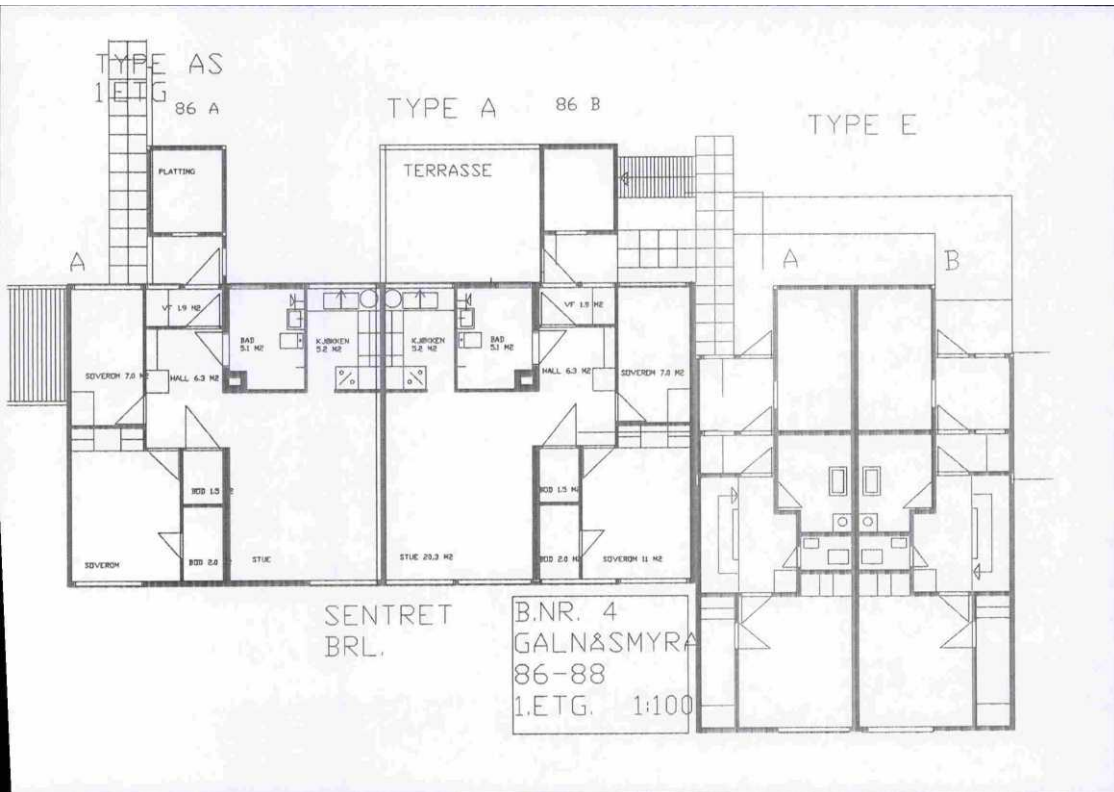 TYPE AS
1 ETG
86 A
TYPE A
86 B
TYPE E
PLATTING
TERRASSE
A
A
B
VF 1.9 M2
VF 1.9 M2
BAD
5.1 M2
KJØKKEN
5.2 M2
KJØKKEN
5.2 M2
BAD
5.1 M2
SOVEROM 7.0 M2
HALL 6.3 M2
HALL 6.3 M2
SOVEROM 7.0 M2
BOD 1.5
BOD 1.5 M2
SOVEROM
BOD 2.0
STUE
STUE 20.3 M2
BOD 2.0 M2
SOVEROM 11 M2
SENTRET
BRL.
B.NR. 4
GALN&SMYRA
86-88
1.ETG. 1:100